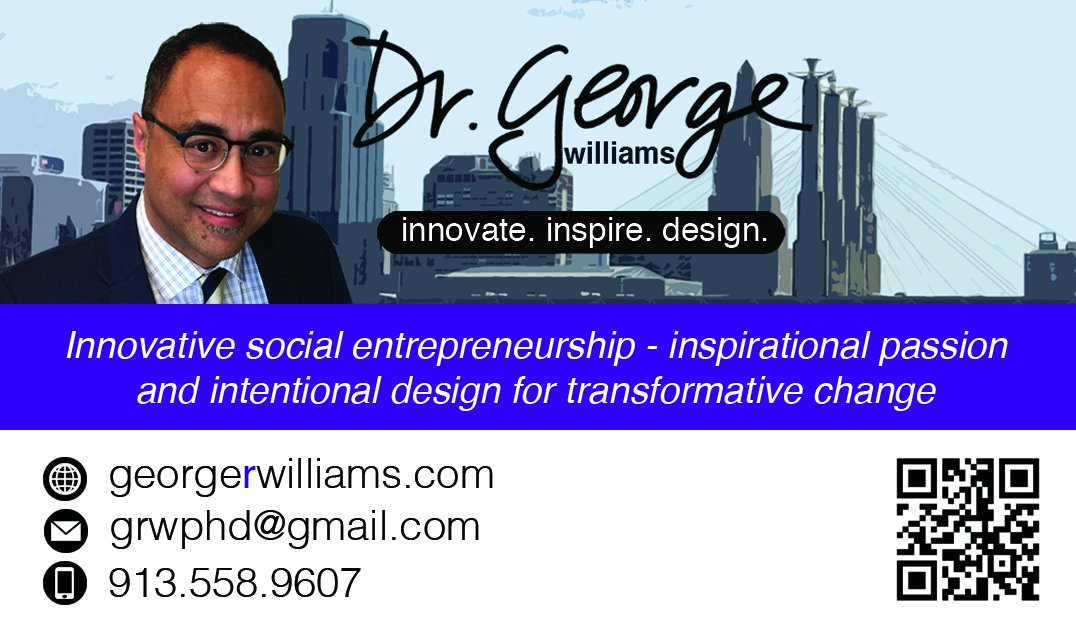 Dr. George
williams
innovate. inspire. design.
Innovative social entrepreneurship - inspirational passion
and intentional design for transformative change
georgerwilliams.com
grwphd@gmail.com
913.558.9607